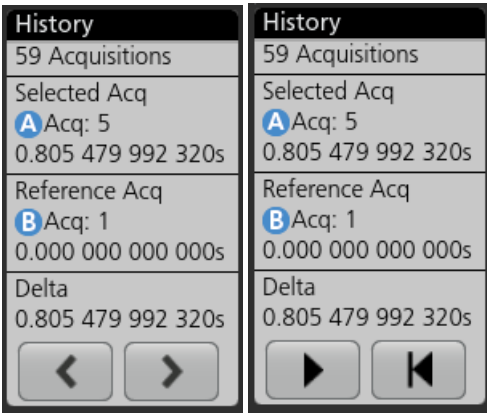 History
59 Acquisitions
Selected Acq
A Acq: 5
0.805 479 992 320s
Reference Acq
B Acq: 1
0.000 000 000 000s
Delta
0.805 479 992 320s
History
59 Acquisitions
Selected Acq
A Acq: 5
0.805 479 992 320s
Reference Acq
B Acq: 1
0.000 000 000 000s
Delta
0.805 479 992 320s